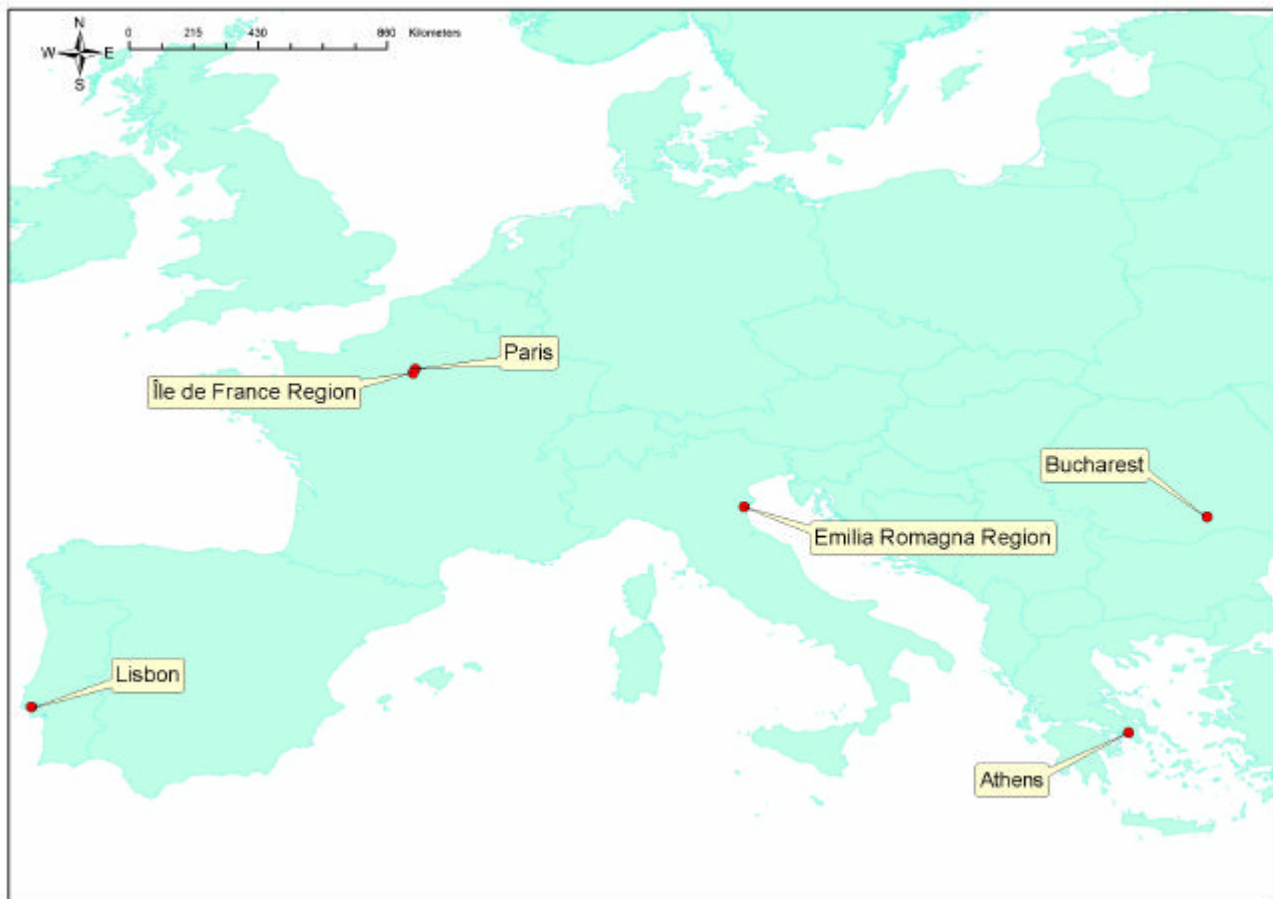 N
W E
S
0 215 430 860 Kilometers
Paris
Île de France Region
Bucharest
Emilia Romagna Region
Lisbon
Athens